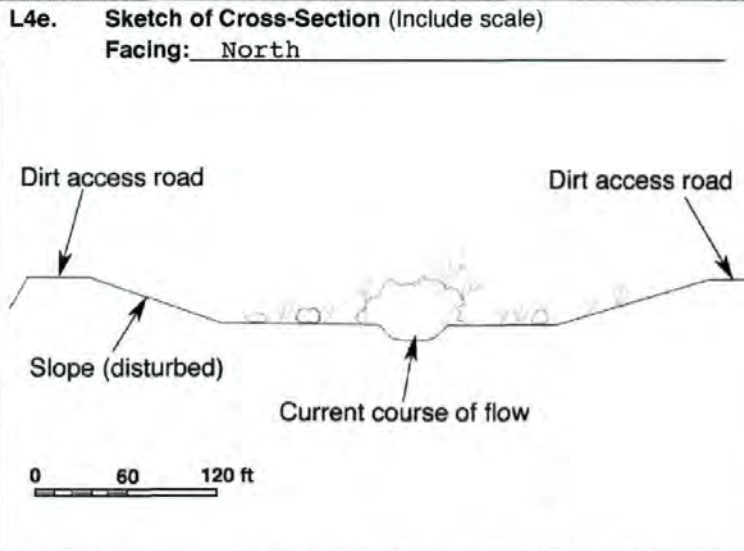 L4e. Sketch of Cross-Section (Include scale)
Facing: North
Dirt access road
Dirt access road
Slope (disturbed)
Current course of flow
0 60 120 ft